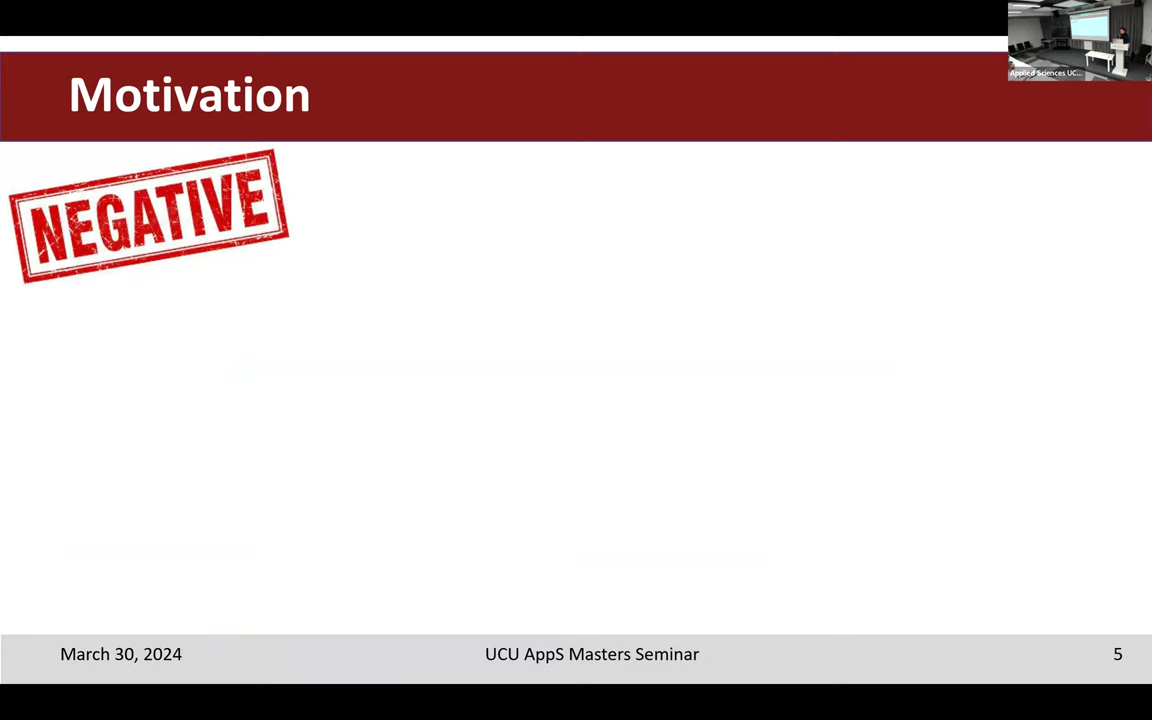 Motivation
Applied Sciences UC...
NEGATIVE
March 30, 2024
UCU AppS Masters Seminar
5